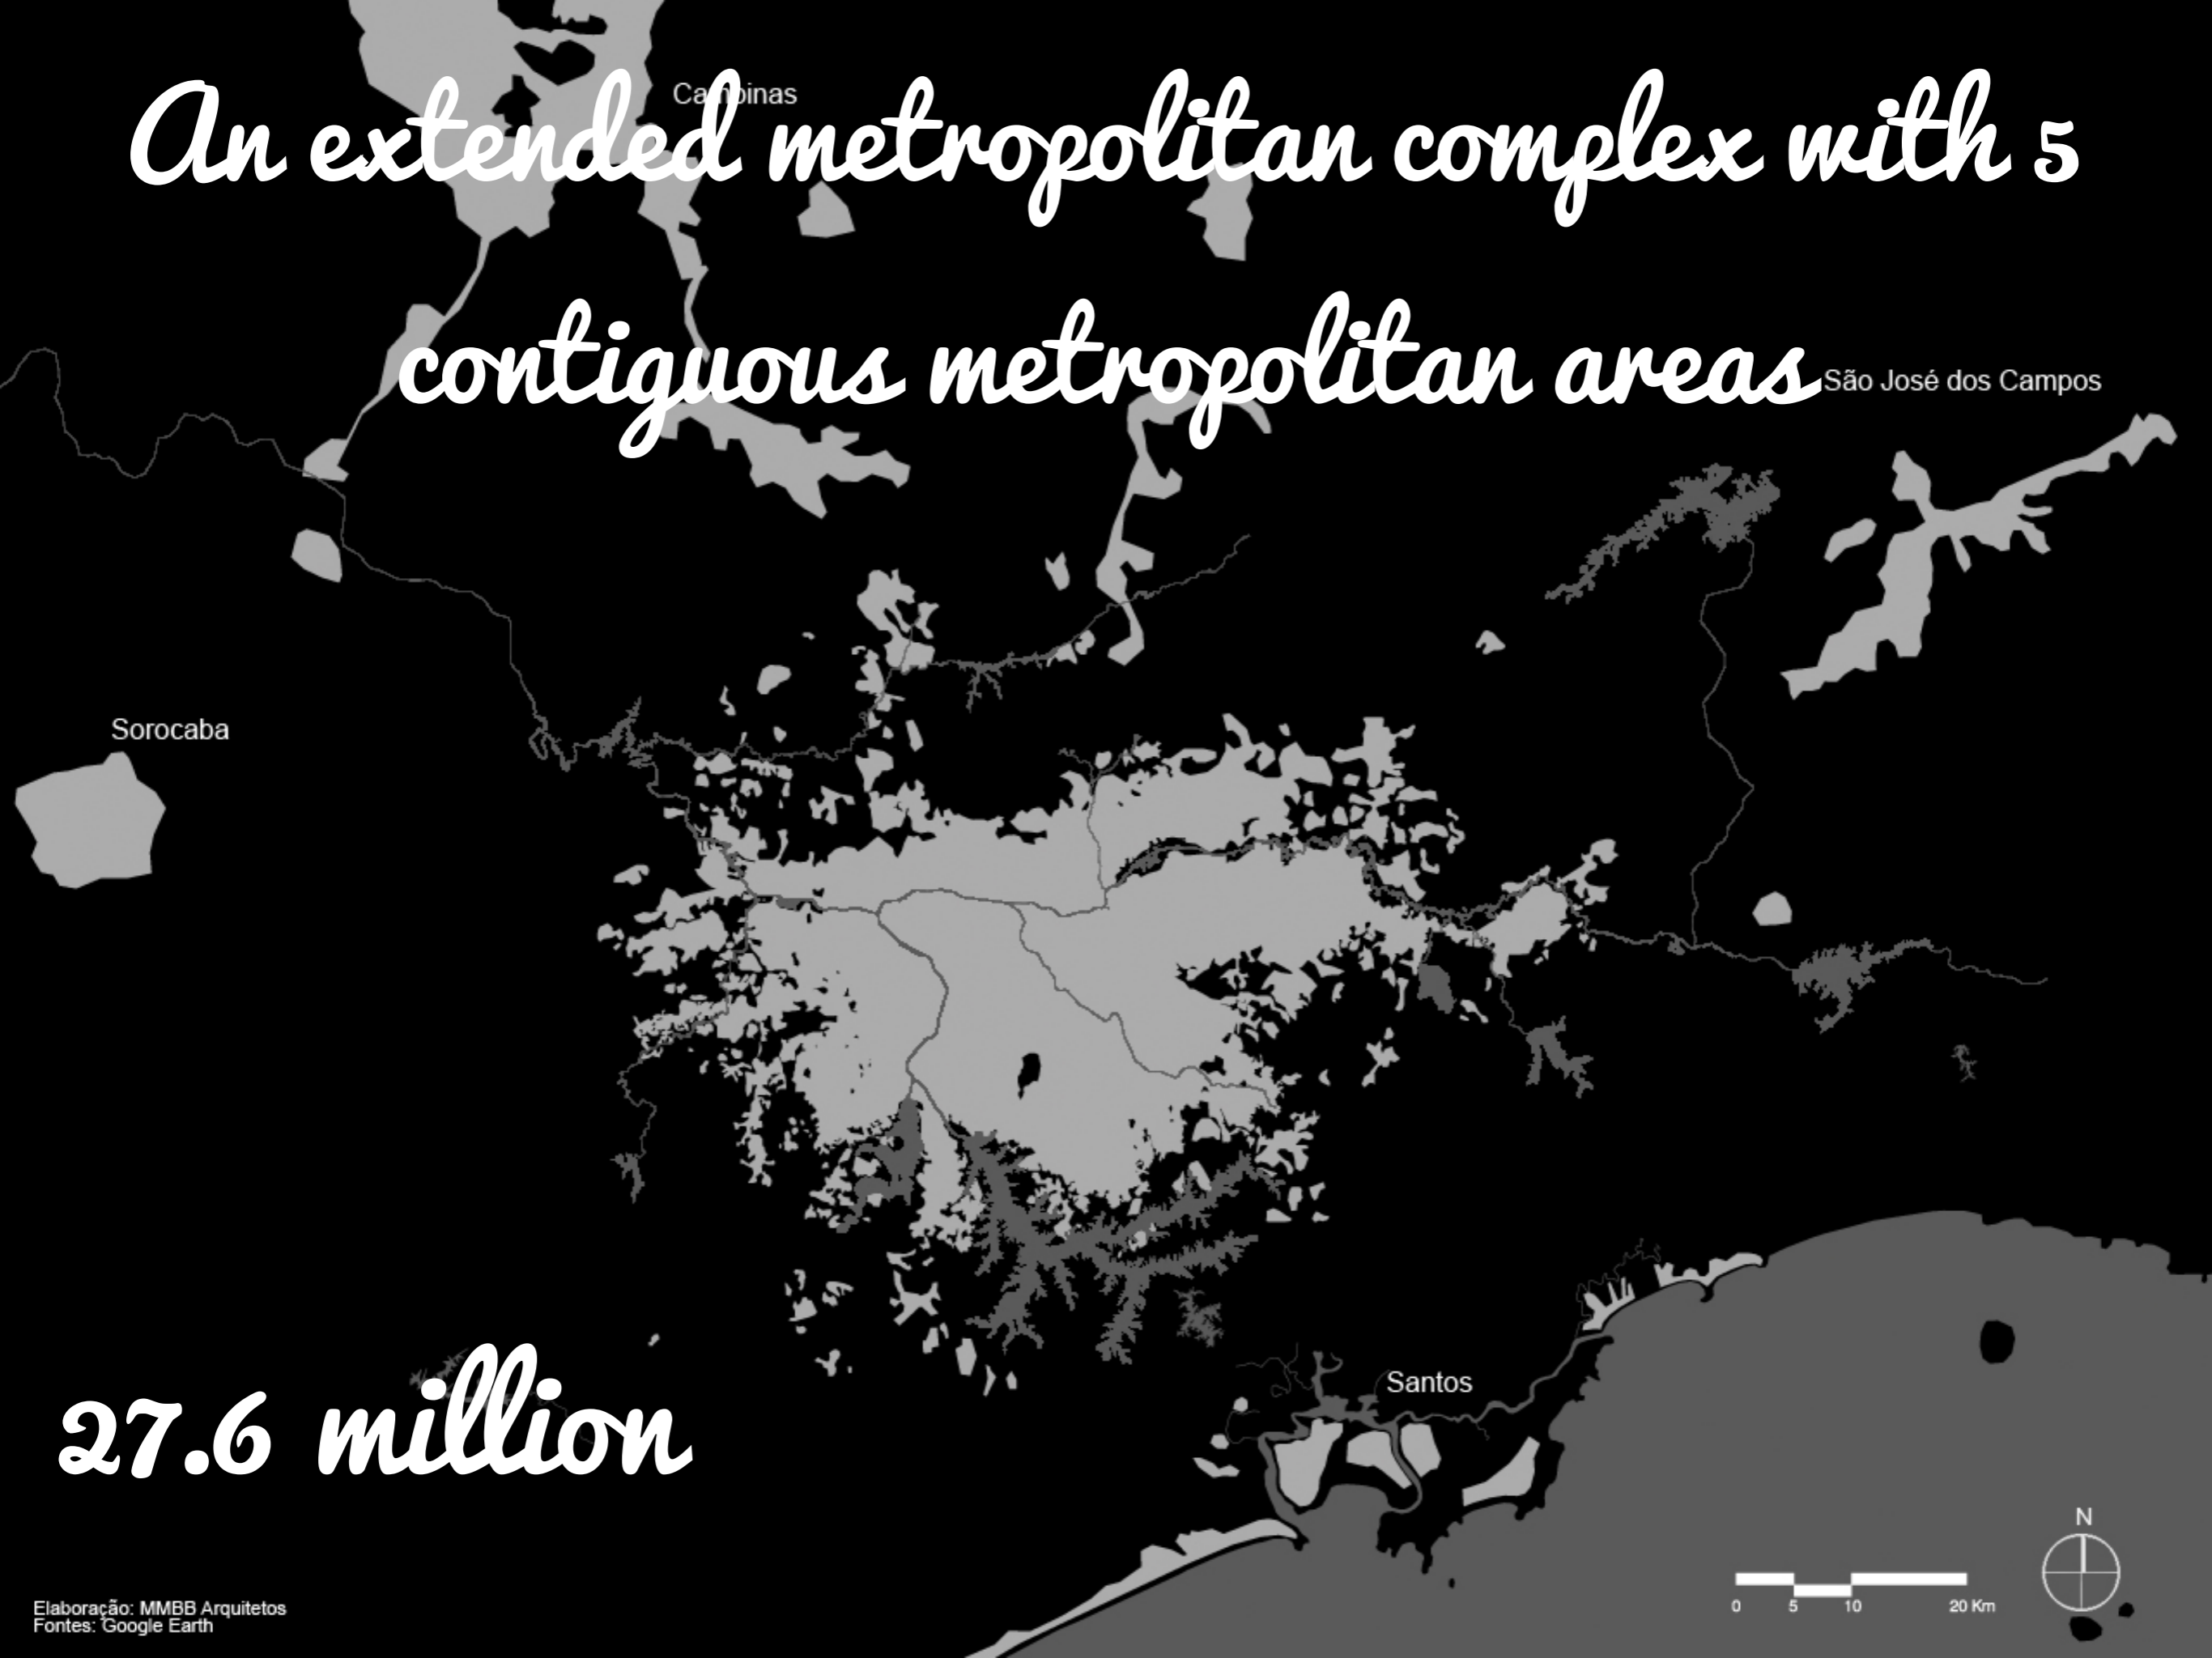 Campinas
An extended metropolitan complex with 5
contiguous metropolitan areas
São José dos Campos
Sorocaba
Santos
27.6 million
N
0 5 10 20 Km
Elaboração: MMBB Arquitetos
Fontes: Google Earth